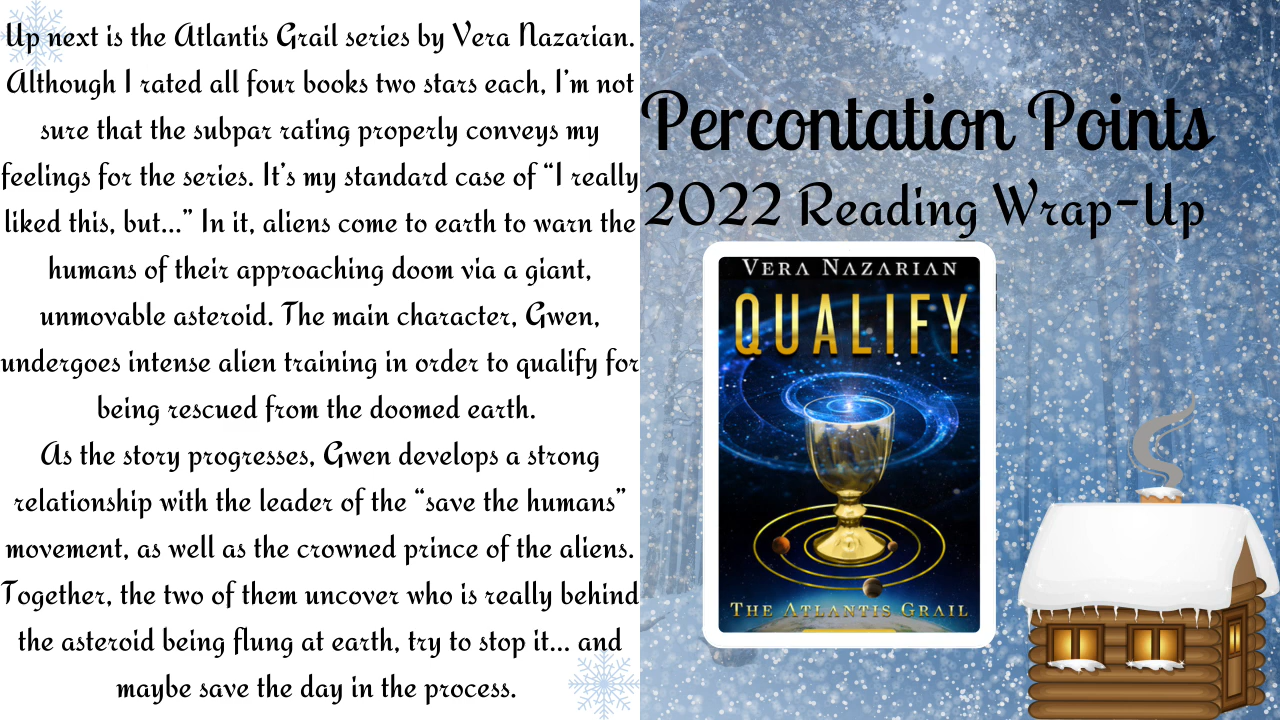 Up next is the Atlantis Grail series by Vera Nazarian.
Although I rated all four books two stars each, I'm not
sure that the subpar rating properly conveys my
feelings for the series. It's my standard case of “I really
liked this, but...” In it, aliens come to earth to warn the
humans of their approaching doom via a giant,
unmovable asteroid. The main character, Gwen,
undergoes intense alien training in order to qualify for
being rescued from the doomed earth.
As the story progresses, Gwen develops a strong
relationship with the leader of the “save the humans”
movement, as well as the crowned prince of the aliens.
Together, the two of them uncover who is really behind
the asteroid being flung at earth, try to stop it... and
maybe save the day in the process.
Percontation Points
2022 Reading Wrap-Up
VERA NAZARIAN
QUALIFY
THE ATLANTIS GRAIL